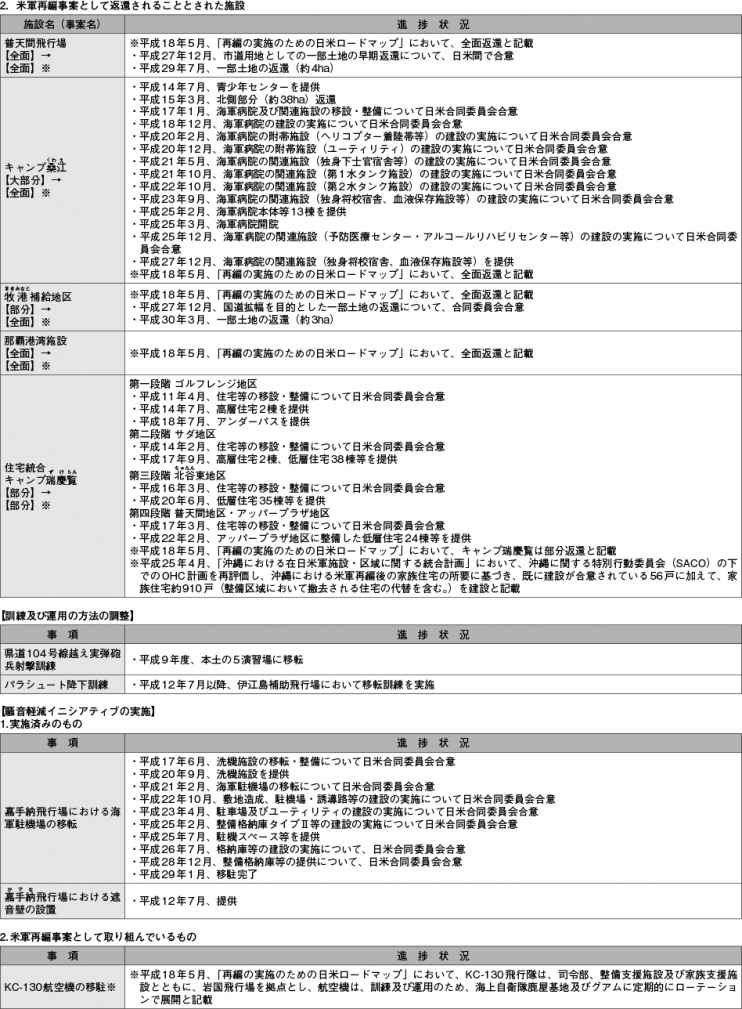 2. 米軍再編事案として返還されることとされた施設
施設名(事案名) 進捗状況
普天間飛行場
【全面】→
【全面】※
※平成18年5月、「再編の実施のための日米ロードマップ」において、全面返還と記載
・平成27年12月、市道用地としての一部土地の早期返還について、日米間で合意
・平成29年7月、一部土地の返還(約4ha)
キャンプ桑江
くわえ
【大部分】→
【全面】※
・平成14年7月、青少年センターを提供
・平成15年3月、北側部分(約38ha)返還
・平成17年1月、海軍病院及び関連施設の移設・整備について日米合同委員会合意
・平成18年12月、海軍病院の建設の実施について日米合同委員会合意
・平成20年2月、海軍病院の附帯施設(ヘリコプター着陸帯等)の建設の実施について日米合同委員会合意
・平成20年12月、海軍病院の附帯施設(ユーティリティ)の建設の実施について日米合同委員会合意
・平成21年5月、海軍病院の関連施設(独身下士官宿舎等)の建設の実施について日米合同委員会合意
・平成21年10月、海軍病院の関連施設(第1水タンク施設)の建設の実施について日米合同委員会合意
・平成22年10月、海軍病院の関連施設(第2水タンク施設)の建設の実施について日米合同委員会合意
・平成23年9月、海軍病院の関連施設(独身将校宿舎、血液保存施設等)の建設の実施について日米合同委員会合意
・平成25年2月、海軍病院本体等13棟を提供
・平成25年3月、海軍病院開院
・平成25年12月、海軍病院の関連施設(予防医療センター・アルコールリハビリセンター等)の建設の実施について日米合同委
員会合意
・平成27年12月、海軍病院の関連施設(独身将校宿舎、血液保存施設等)を提供
※平成18年5月、「再編の実施のための日米ロードマップ」において、全面返還と記載
まきみなと
牧港補給地区
【部分】→
【全面】※
※平成18年5月、「再編の実施のための日米ロードマップ」において、全面返還と記載
・平成27年12月、国道拡幅を目的とした一部土地の返還について、合同委員会合意
・平成30年3月、一部土地の返還(約3ha)
那覇港湾施設
【全面】→
【全面】※
※平成18年5月、「再編の実施のための日米ロードマップ」において、全面返還と記載
住宅統合
ずけらん
キャンプ瑞慶覧
【部分】→
【部分】※
第一段階 ゴルフレンジ地区
・平成11年4月、住宅等の移設・整備について日米合同委員会合意
・平成14年7月、高層住宅2棟を提供
・平成18年7月、アンダーパスを提供
第二段階 サダ地区
・平成14年2月、住宅等の移設・整備について日米合同委員会合意
・平成17年9月、高層住宅2棟、低層住宅38棟等を提供
ちゃたん
第三段階 北谷東地区
・平成16年3月、住宅等の移設・整備について日米合同委員会合意
・平成20年6月、低層住宅35棟等を提供
第四段階 普天間地区・アッパープラザ地区
・平成17年3月、住宅等の移設・整備について日米合同委員会合意
・平成22年2月、アッパープラザ地区に整備した低層住宅24棟等を提供
※平成18年5月、「再編の実施のための日米ロードマップ」において、キャンプ瑞慶覧は部分返還と記載
※平成25年4月、「沖縄における在日米軍施設・区域に関する統合計画」において、沖縄に関する特別行動委員会(SACO)の下
でのOHC計画を再評価し、沖縄における米軍再編後の家族住宅の所要に基づき、既に建設が合意されている56戸に加えて、家
族住宅約910戸(整備区域において撤去される住宅の代替を含む。)を建設と記載
【訓練及び運用の方法の調整】
事項 進捗状況
県道104号線越え実弾砲
兵射撃訓練
・平成9年度、本土の5演習場に移転
パラシュート降下訓練 ・平成12年7月以降、伊江島補助飛行場において移転訓練を実施
【騒音軽減イニシアティブの実施】
1.実施済みのもの
事項 進捗状況
嘉手納飛行場における海
軍駐機場の移転
・平成17年6月、洗機施設の移転・整備について日米合同委員会合意
・平成20年9月、洗機施設を提供
・平成21年2月、海軍駐機場の移転について日米合同委員会合意
・平成22年10月、敷地造成、駐機場・誘導路等の建設の実施について日米合同委員会合意
・平成23年4月、駐車場及びユーティリティの建設の実施について日米合同委員会合意
・平成25年2月、整備格納庫タイプⅡ等の建設の実施について日米合同委員会合意
・平成25年7月、駐機スペース等を提供
・平成26年7月、格納庫等の建設の実施について、日米合同委員会合意
・平成28年12月、整備格納庫等の提供について、日米合同委員会合意
・平成29年1月、移駐完了
かでな
嘉手納飛行場における遮
音壁の設置
・平成12年7月、提供
2.米軍再編事案として取り組んでいるもの
事項 進捗状況
KC-130航空機の移駐※
※平成18年5月、「再編の実施のための日米ロードマップ」において、KC-130飛行隊は、司令部、整備支援施設及び家族支援施
設とともに、岩国飛行場を拠点とし、航空機は、訓練及び運用のため、海上自衛隊鹿屋基地及びグアムに定期的にローテーショ
ンで展開と記載